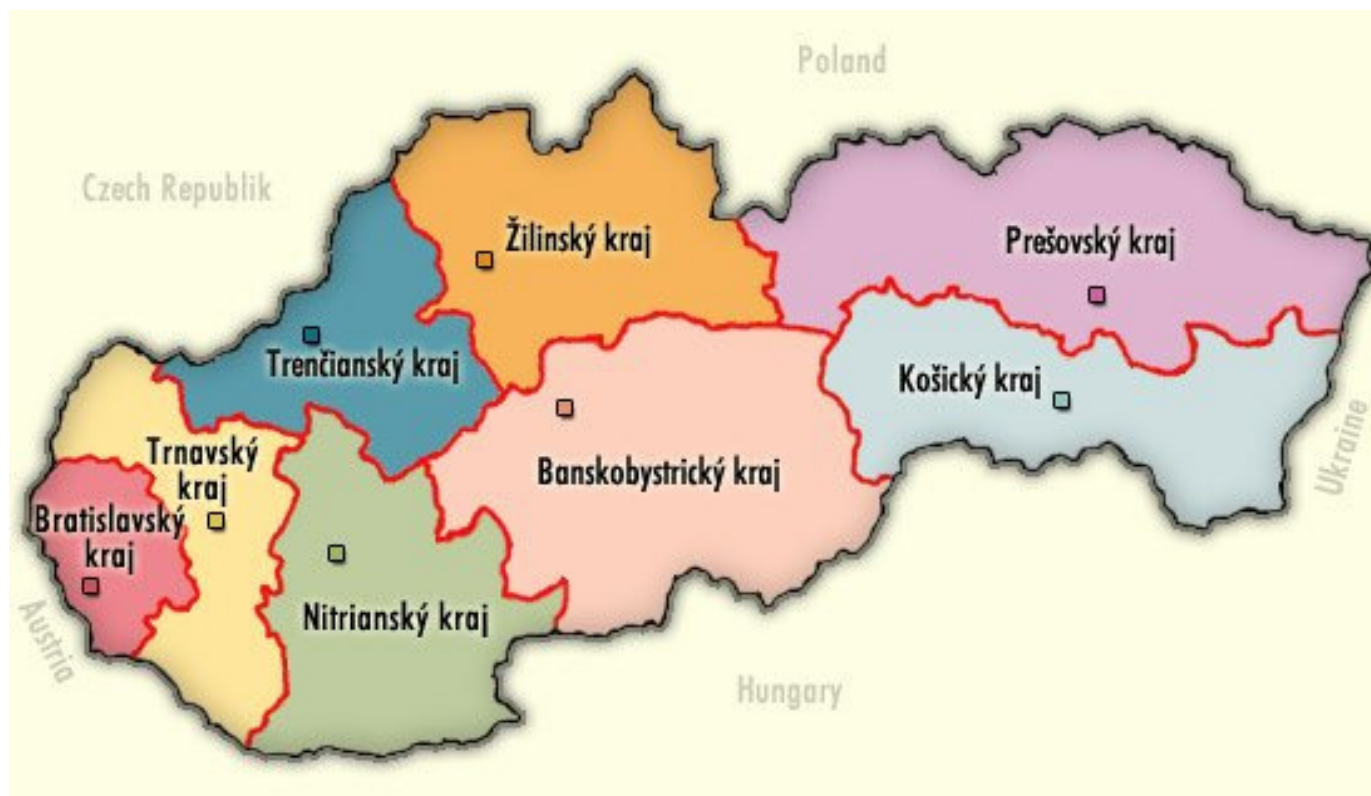 Poland
Czech Republik
Žilinský kraj
Prešovský kraj
Trenčianský kraj
Košický kraj
Ukraine
Trnavský
kraj
Banskobystrický kraj
Bratislavský
kraj
Nitrianský kraj
Austria
Hungary